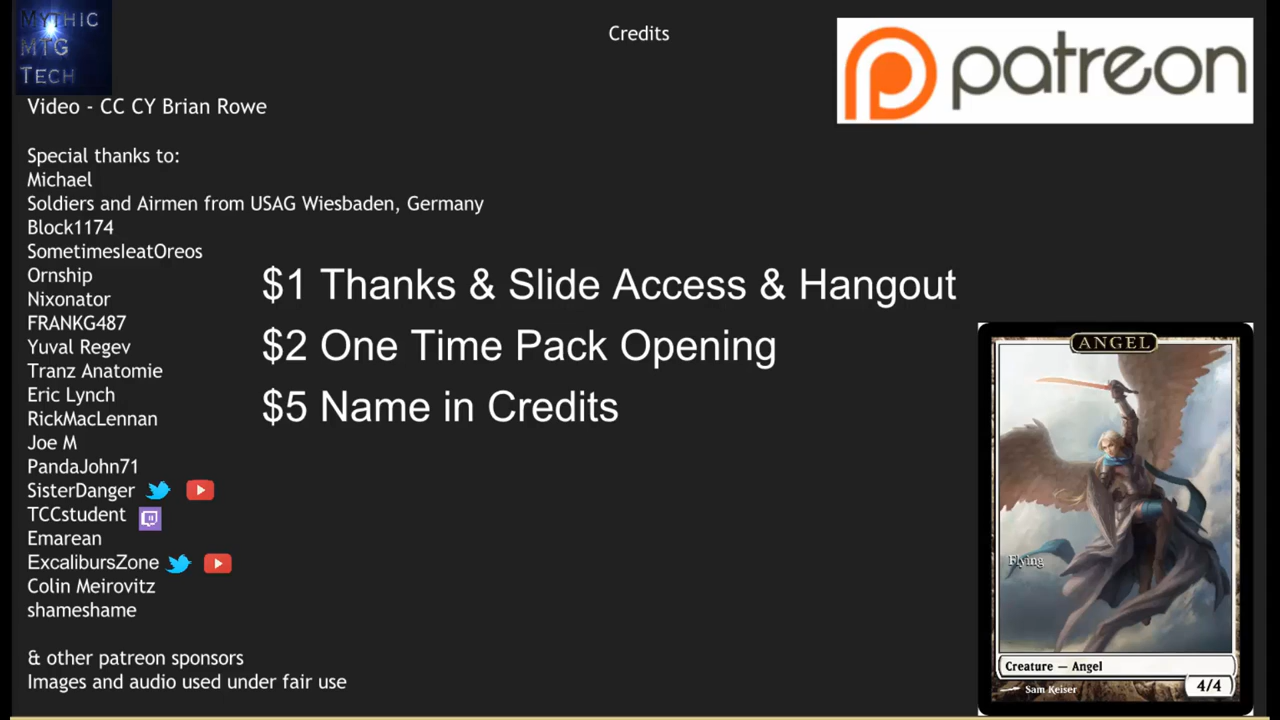 MYTHIC
MTG
TECH
Credits
patreon
Video - CC CY Brian Rowe
Special thanks to:
Michael
Soldiers and Airmen from USAG Wiesbaden, Germany
Block1174
SometimesIeatOreos
Ornship
Nixonator
FRANKG487
Yuval Regev
Tranz Anatomie
Eric Lynch
RickMacLennan
Joe M
PandaJohn71
SisterDanger
TCCstudent
Emarean
ExcalibursZone
Colin Meirovitz
shameshame
& other patreon sponsors
Images and audio used under fair use
$1 Thanks & Slide Access & Hangout
$2 One Time Pack Opening
$5 Name in Credits
ANGEL
Flying
Creature — Angel
Sam Keiser
4/4